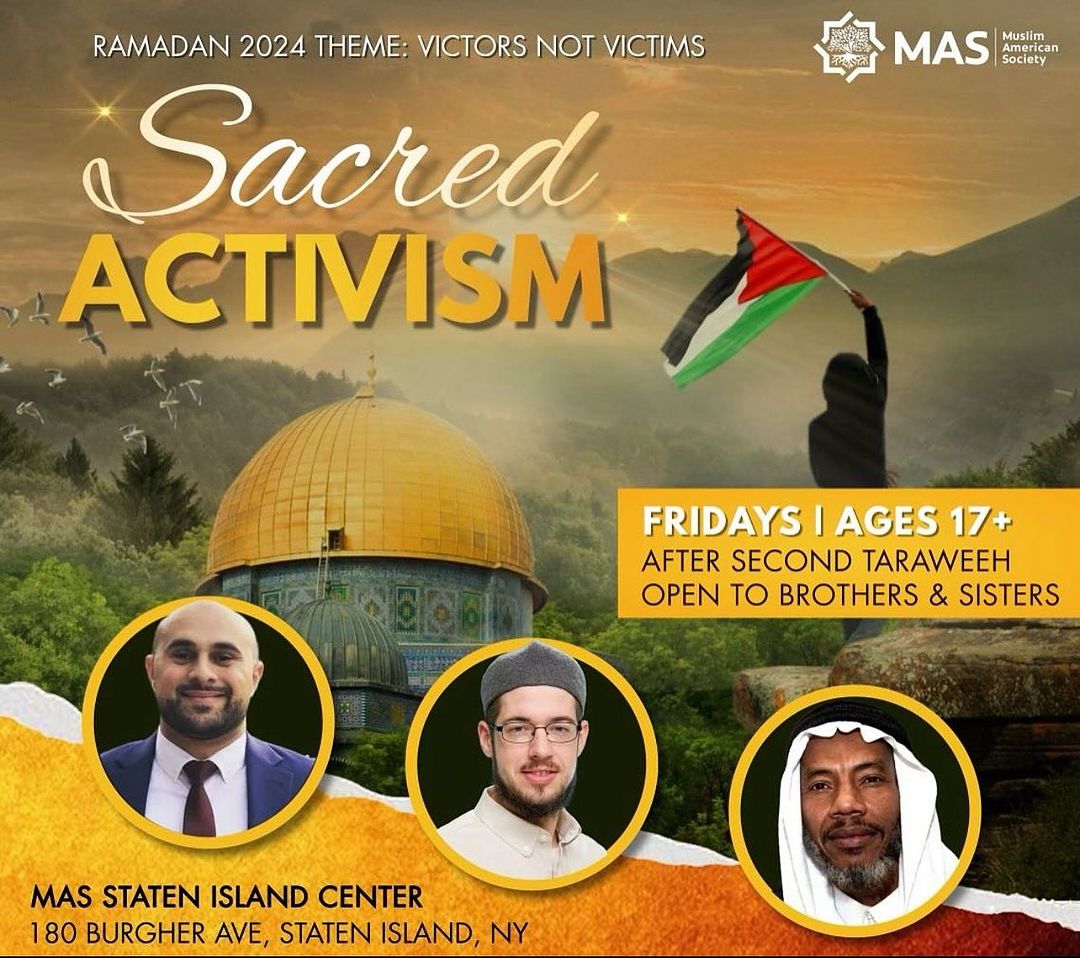 RAMADAN 2024 THEME: VICTORS NOT VICTIMS
MAS
Muslim
American
Society
Sacred
ACTIVISM
FRIDAYS | AGES 17+
AFTER SECOND TARAWEEH
OPEN TO BROTHERS & SISTERS
MAS STATEN ISLAND CENTER
180 BURGHER AVE, STATEN ISLAND, NY